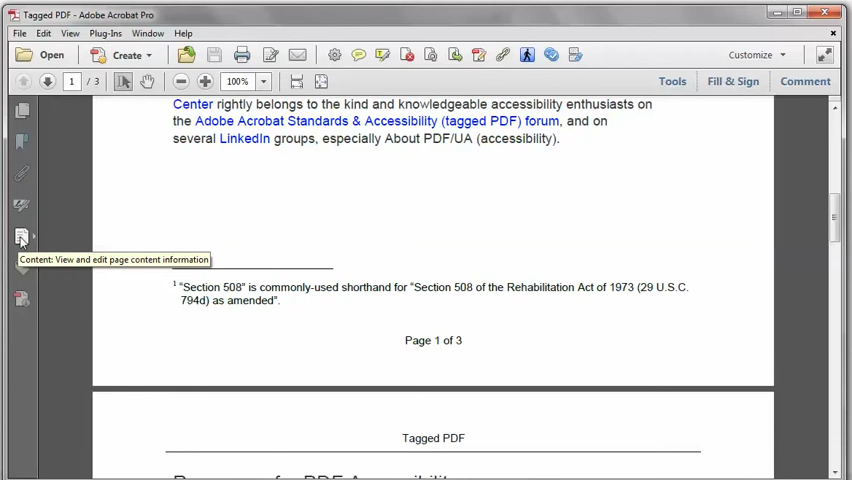 Tagged PDF - Adobe Acrobat Pro
File Edit View Plug-Ins Window Help
Open Create Customize
1 / 3 100% Tools Fill & Sign Comment
Center rightly belongs to the kind and knowledgeable accessibility enthusiasts on
the Adobe Acrobat Standards & Accessibility (tagged PDF) forum, and on
several LinkedIn groups, especially About PDF/UA (accessibility).
Content: View and edit page content information
1 "Section 508" is commonly-used shorthand for "Section 508 of the Rehabilitation Act of 1973 (29 U.S.C.
794d) as amended".
Page 1 of 3
Tagged PDF